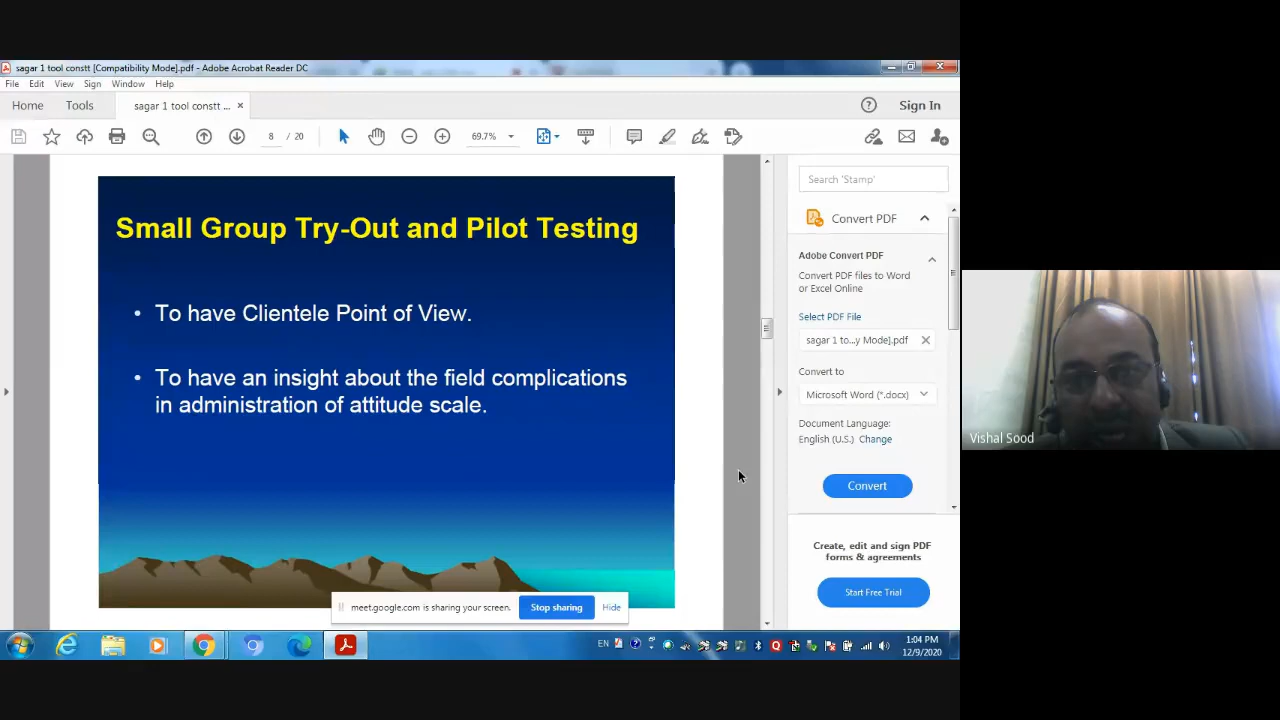 sagar 1 tool constt [Compatibility Mode].pdf - Adobe Acrobat Reader DC
File Edit View Sign Window Help
Home Tools sagar 1 tool constt ... × Sign In
8 / 20 69.7%
Small Group Try-Out and Pilot Testing
• To have Clientele Point of View.
• To have an insight about the field complications
in administration of attitude scale.
Search 'Stamp'
Convert PDF
Adobe Convert PDF
Convert PDF files to Word
or Excel Online
Select PDF File
sagar 1 to...y Mode].pdf
Convert to
Microsoft Word (*.docx)
Document Language:
English (U.S.) Change
Convert
Create, edit and sign PDF
forms & agreements
Start Free Trial
meet.google.com is sharing your screen. Stop sharing Hide
EN
1:04 PM
12/9/2020
Vishal Sood